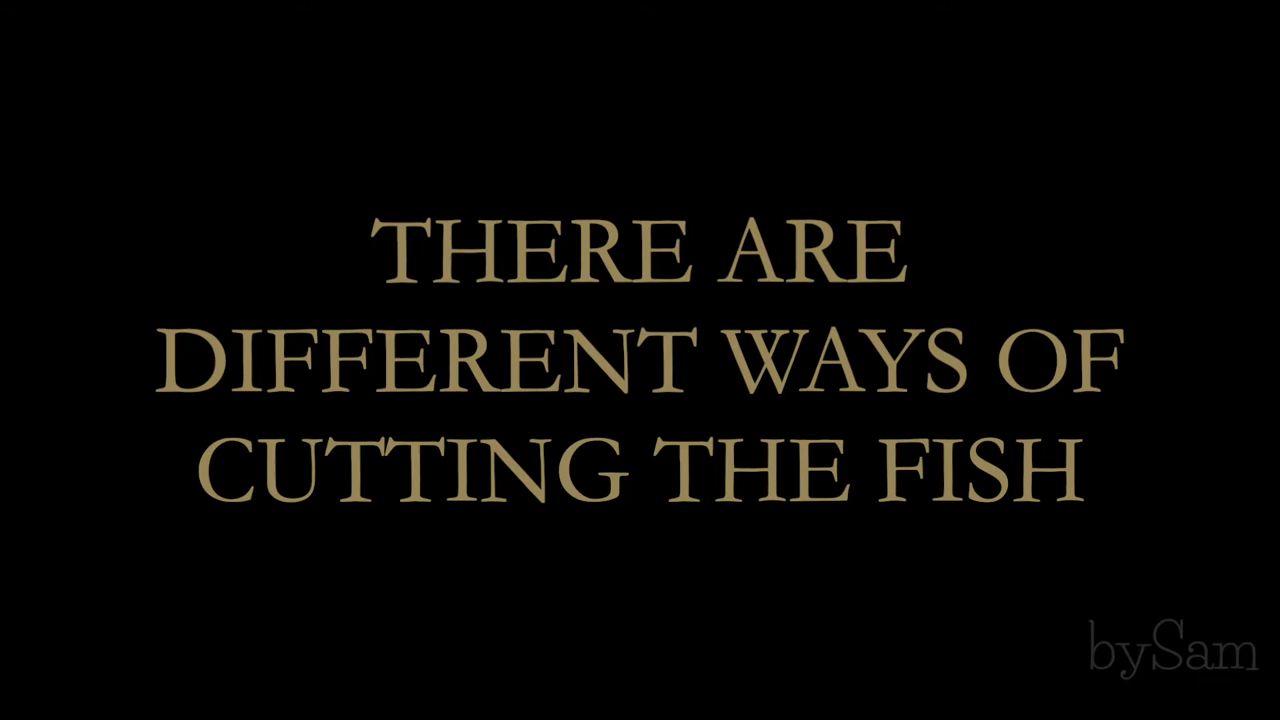 THERE ARE
DIFFERENT WAYS OF
CUTTING THE FISH
bySam